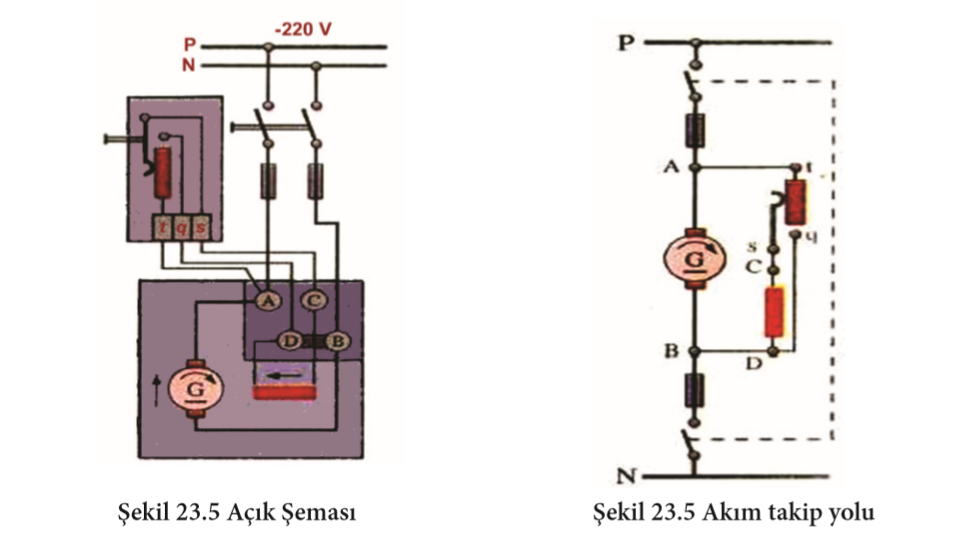 -220 V
P
N
t q s
A C
D B
G
Şekil 23.5 Açık Şeması
P
A t
q
s
G
C
B D
N
Şekil 23.5 Akım takip yolu